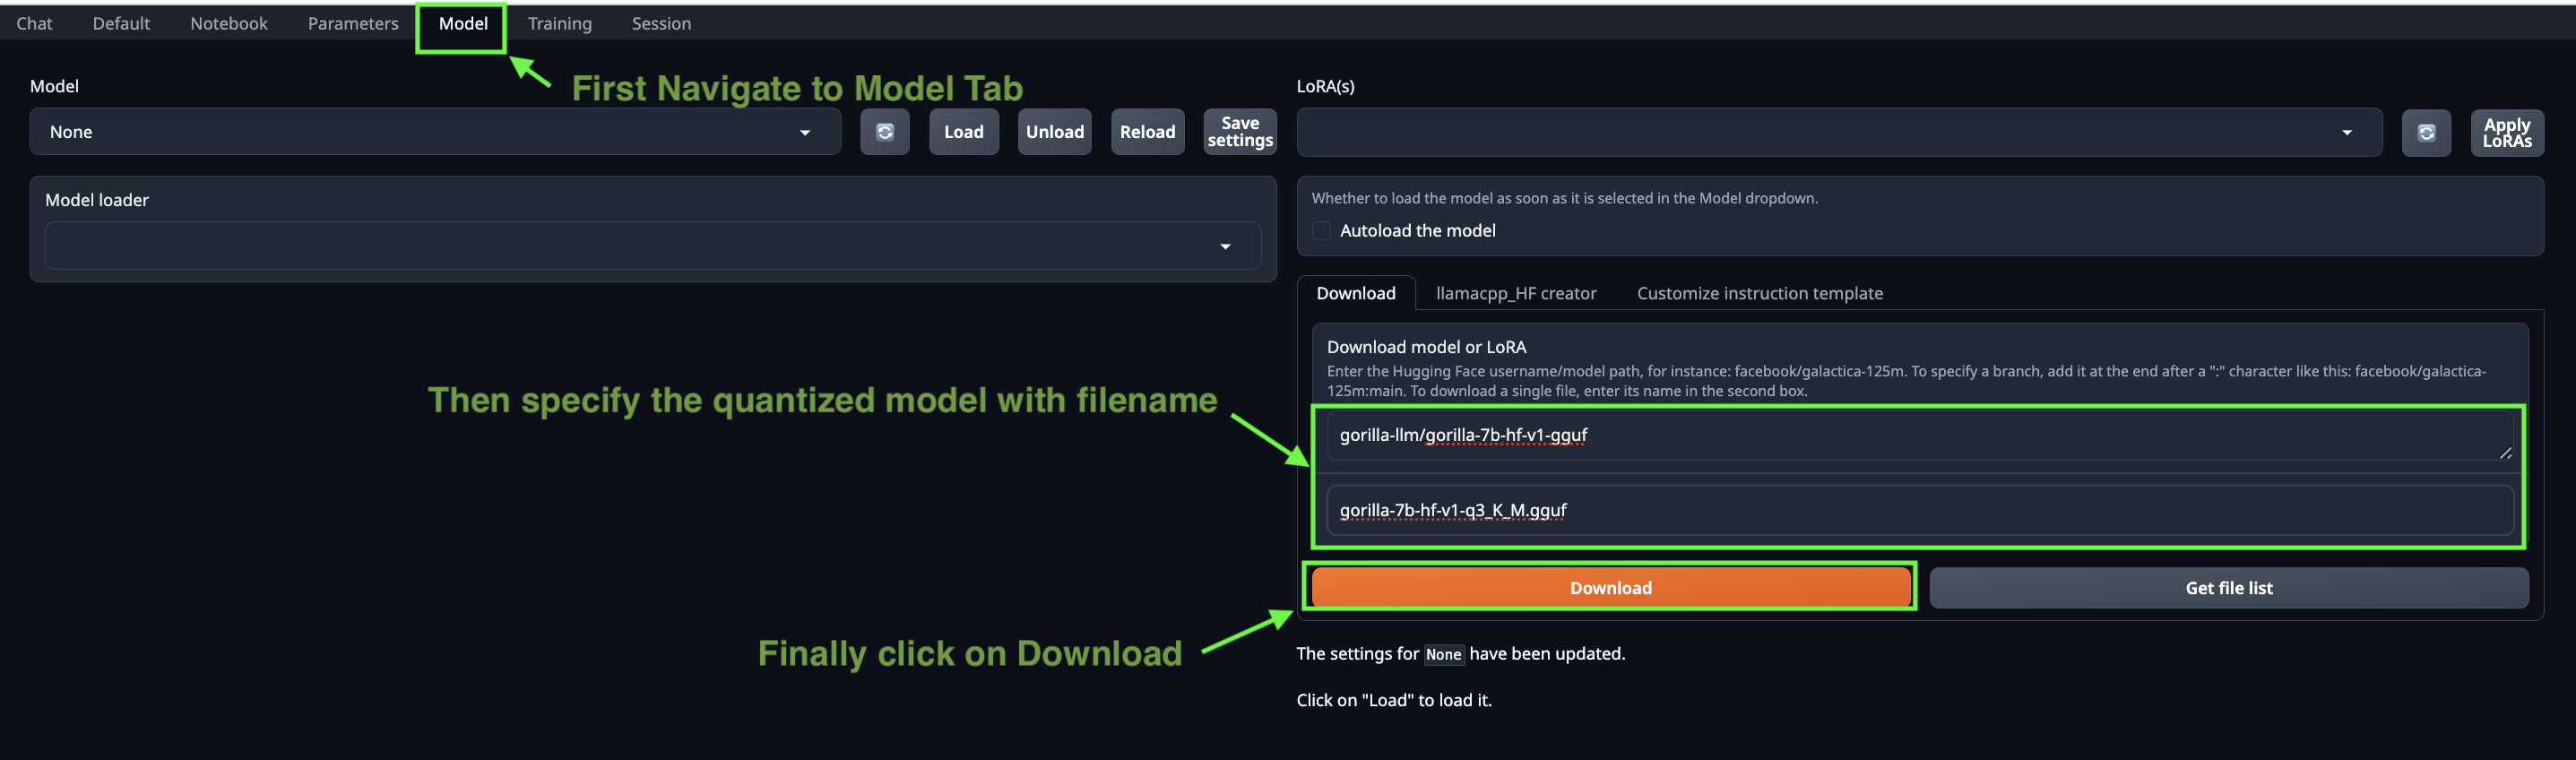 Chat Default Notebook Parameters Model Training Session
First Navigate to Model Tab
Model
None
Load
Unload
Reload
Save
settings
LoRA(s)
Apply
LoRAs
Model loader
Whether to load the model as soon as it is selected in the Model dropdown.
Autoload the model
Download llamacpp_HF creator Customize instruction template
Download model or LoRA
Enter the Hugging Face username/model path, for instance: facebook/galactica-125m. To specify a branch, add it at the end after a ":" character like this: facebook/galactica-
125m:main. To download a single file, enter its name in the second box.
Then specify the quantized model with filename
gorilla-llm/gorilla-7b-hf-v1-gguf
gorilla-7b-hf-v1-q3_K_M.gguf
Download
Get file list
Finally click on Download
The settings for None have been updated.
Click on "Load" to load it.